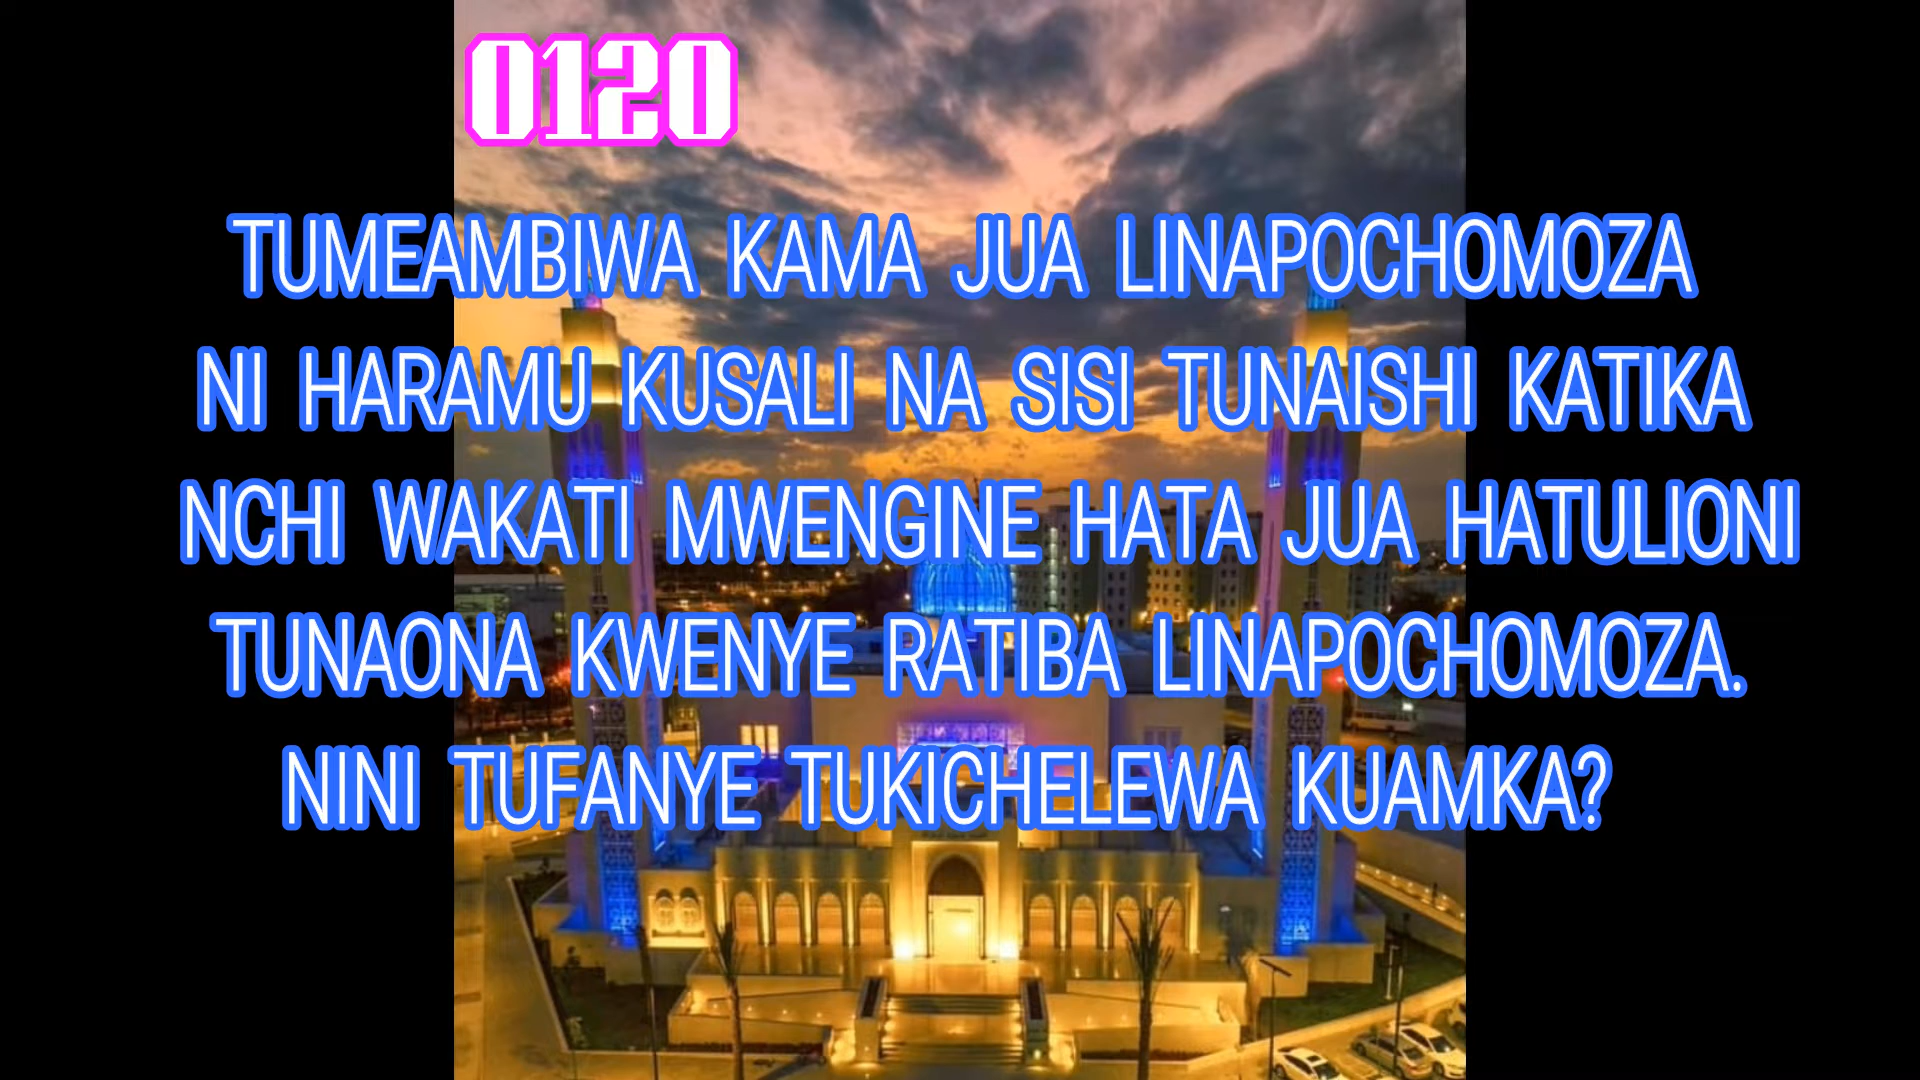 0120
TUMEAMBIWA KAMA JUA LINAPOCHOMOZA
NI HARAMU KUSALI NA SISI TUNAISHI KATIKA
NCHI WAKATI MWENGINE HATA JUA HATULIONI
TUNAONA KWENYE RATIBA LINAPOCHOMOZA.
NINI TUFANYE TUKICHELEWA KUAMKA?